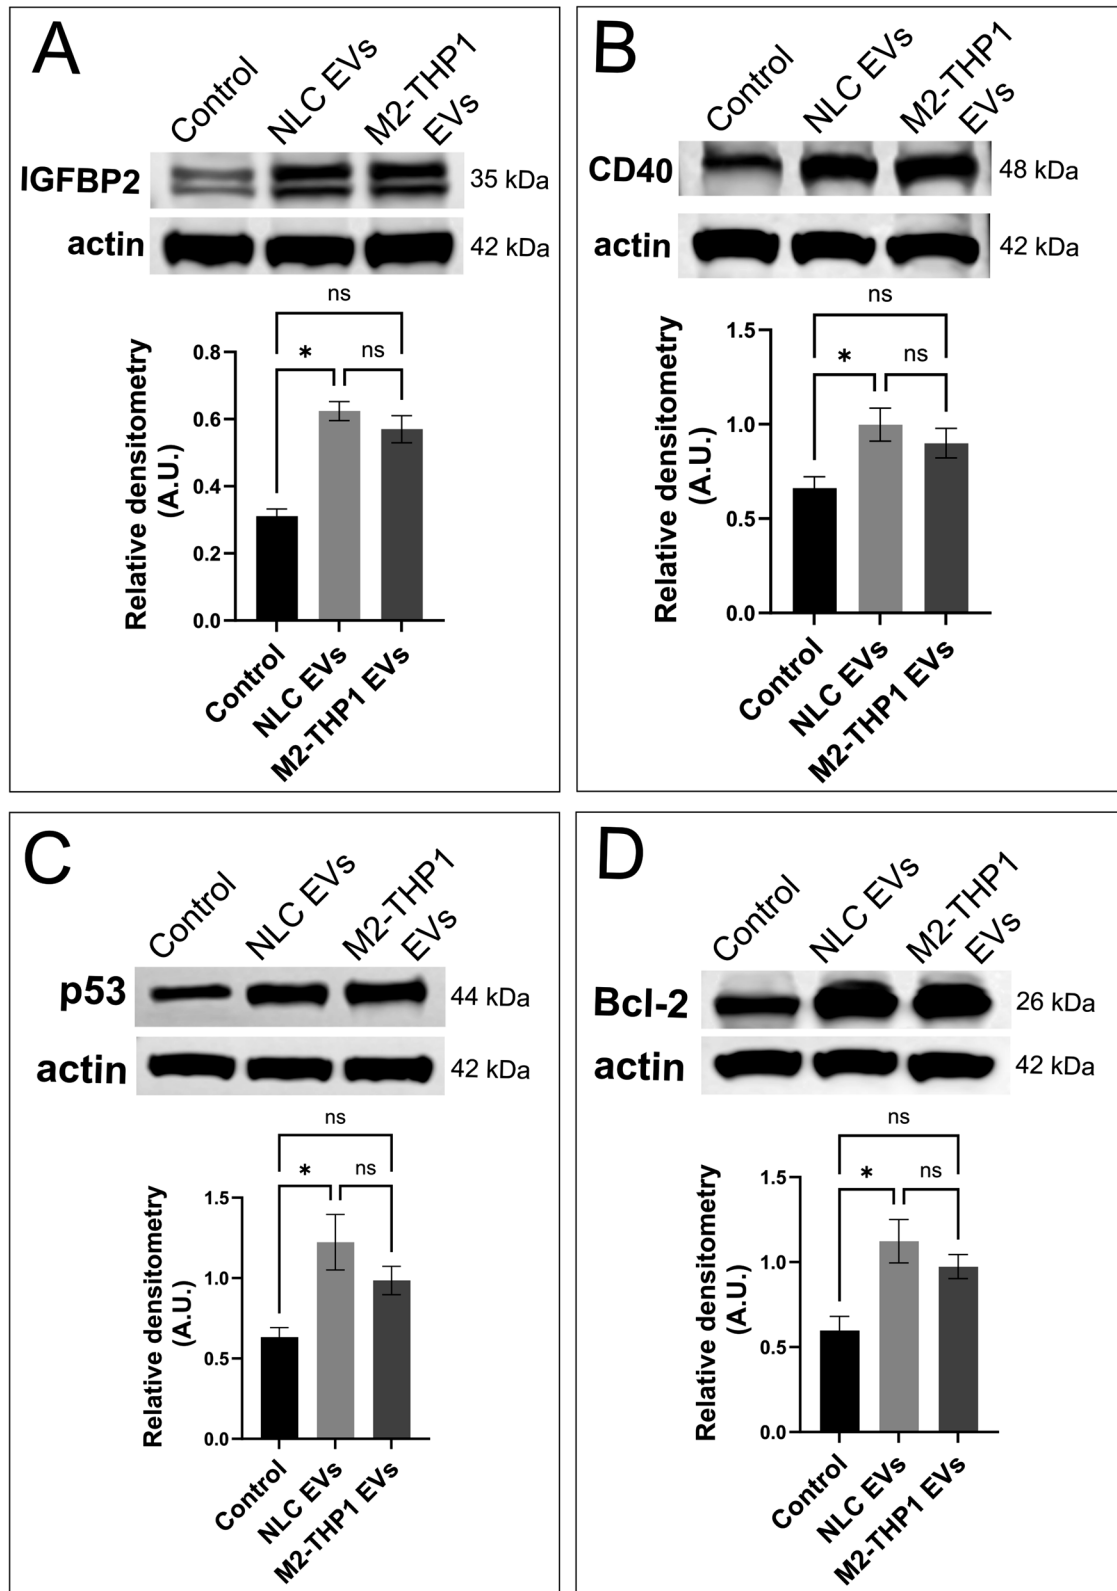 A
Control
NLC EVs
M2-THP1
EVs
IGFBP2
35 kDa
actin
42 kDa
ns
*
ns
Relative densitometry
(A.U.)
0.8
0.6
0.4
0.2
0.0
Control
NLC EVs
M2-THP1 EVs
B
Control
NLC EVs
M2-THP1
EVs
CD40
48 kDa
actin
42 kDa
ns
*
ns
Relative densitometry
(A.U.)
1.5
1.0
0.5
0.0
Control
NLC EVs
M2-THP1 EVs
C
Control
NLC EVs
M2-THP1
EVs
p53
44 kDa
actin
42 kDa
ns
*
ns
Relative densitometry
(A.U.)
1.5
1.0
0.5
0.0
Control
NLC EVs
M2-THP1 EVs
D
Control
NLC EVs
M2-THP1
EVs
Bcl-2
26 kDa
actin
42 kDa
ns
*
ns
Relative densitometry
(A.U.)
1.5
1.0
0.5
0.0
Control
NLC EVs
M2-THP1 EVs